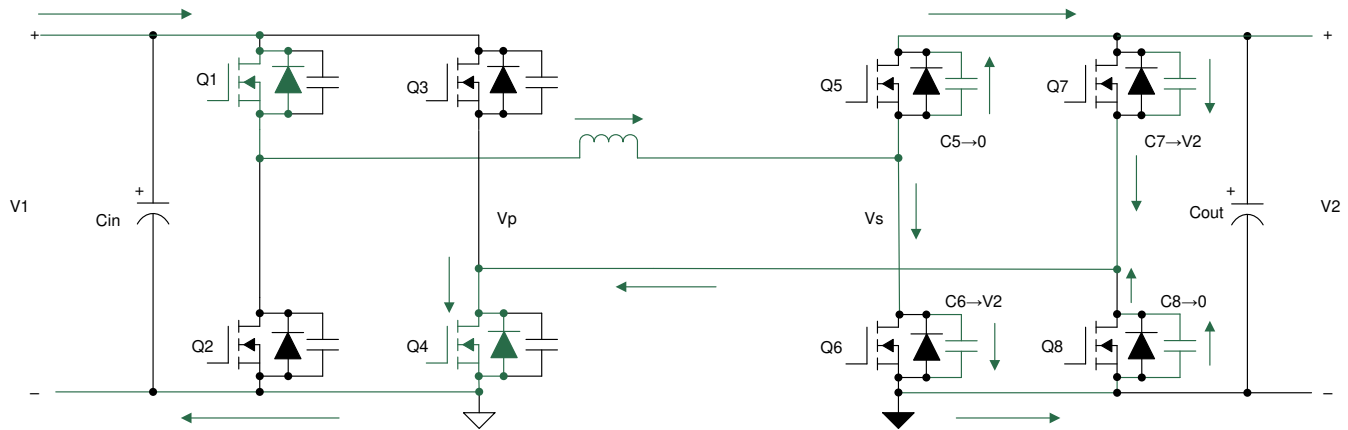 +
+
Q1
Q3
Q5
Q7
C5→0
C7→V2
+
+
V1
Cin
Vp
Vs
Cout
V2
C6→V2
C8→0
Q2
Q4
Q6
Q8
–
–